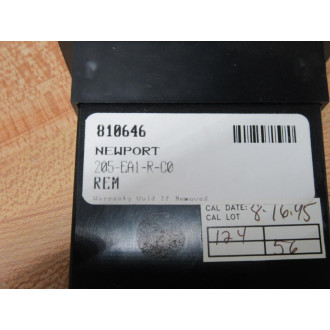 810646
NEWPORT
205-EA1-R-C0
REM
Warranty Void If Removed
CAL DATE: 8-16-95
CAL LOT
124
56